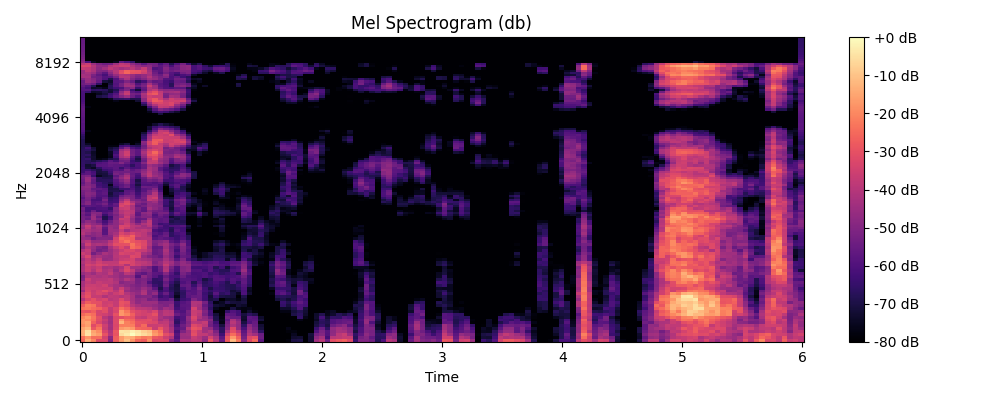 Mel Spectrogram (db)
Hz
8192
4096
2048
1024
512
0
0 1 2 3 4 5 6
Time
+0 dB
-10 dB
-20 dB
-30 dB
-40 dB
-50 dB
-60 dB
-70 dB
-80 dB